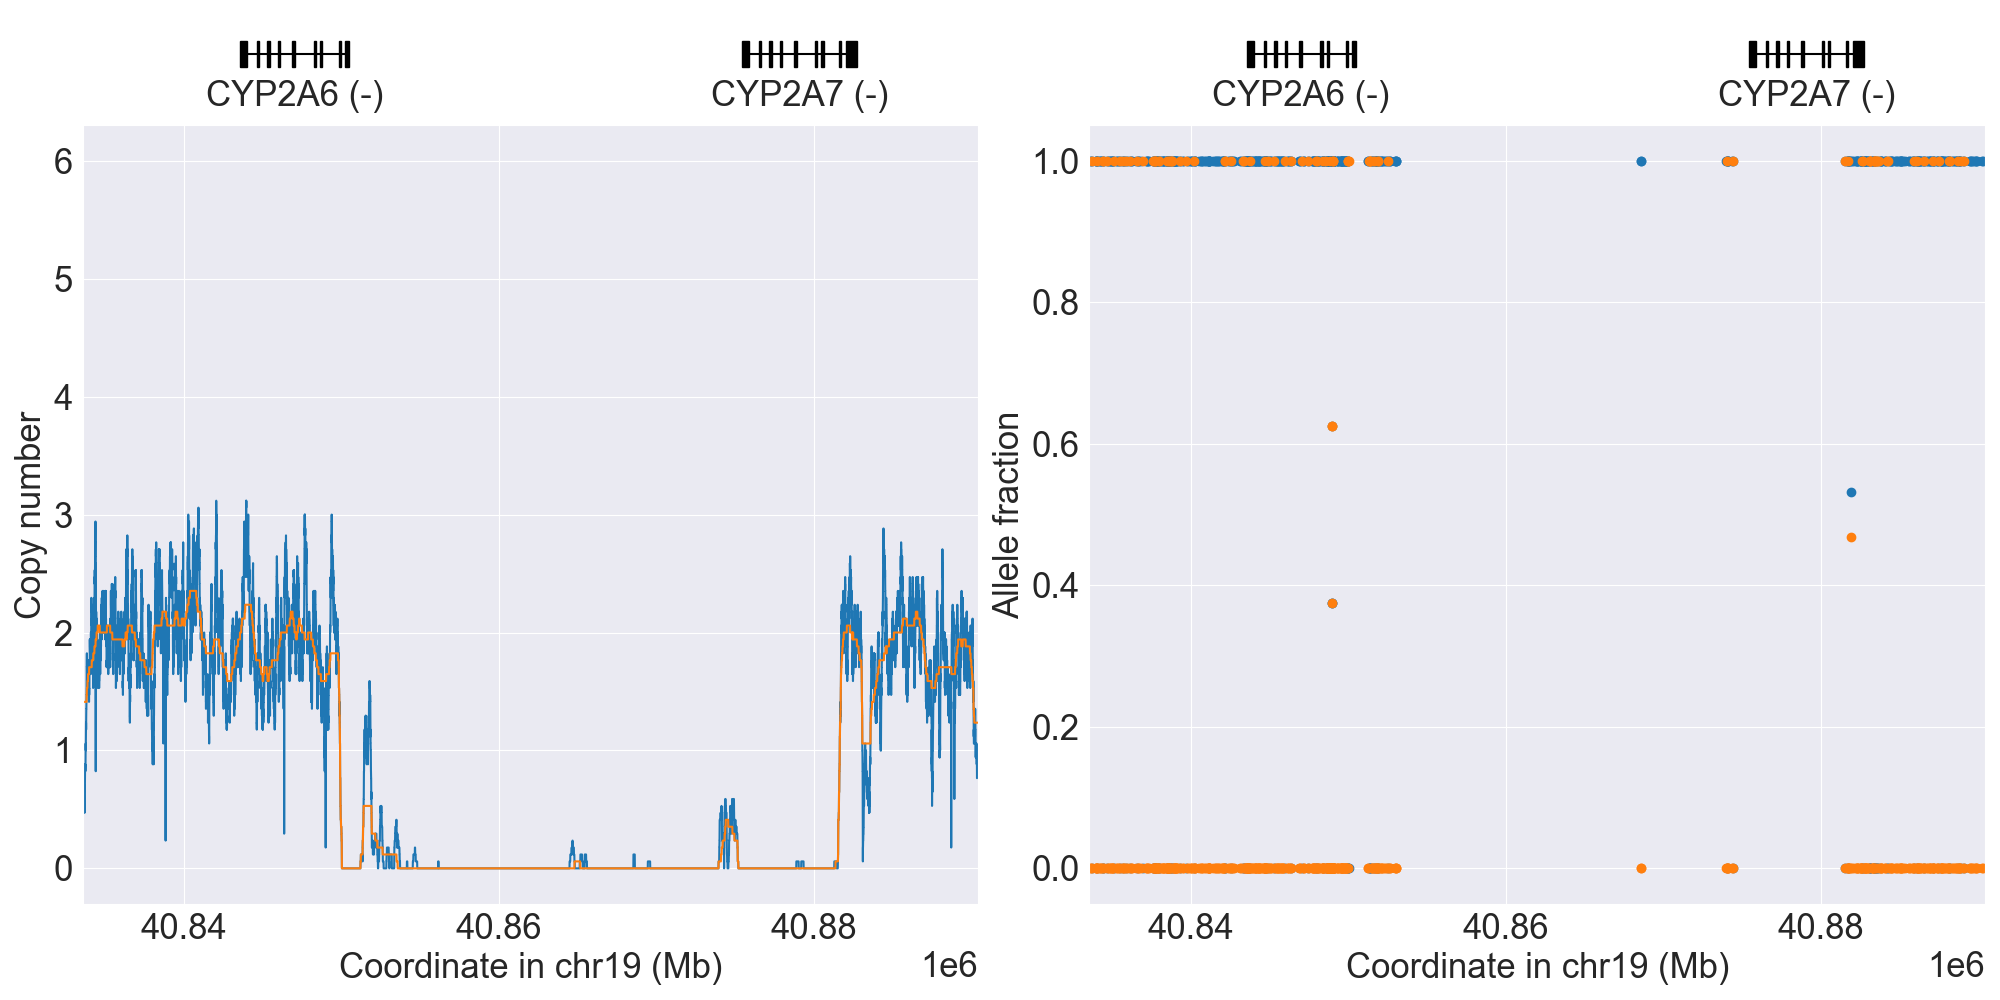 CYP2A6 (-) CYP2A7 (-)
6
5
4
3
2
1
0
Copy number
40.84 40.86 40.88
Coordinate in chr19 (Mb) 1e6
CYP2A6 (-) CYP2A7 (-)
1.0
0.8
0.6
0.4
0.2
0.0
Allele fraction
40.84 40.86 40.88
Coordinate in chr19 (Mb) 1e6